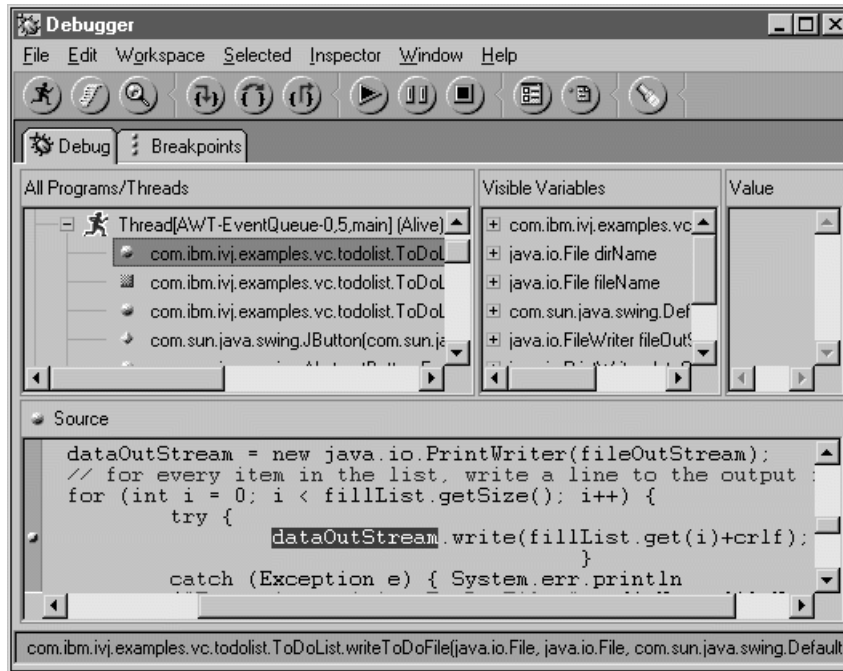 Debugger
File Edit Workspace Selected Inspector Window Help
Debug Breakpoints
All Programs/Threads
Thread[AWT-EventQueue-0,5,main] (Alive)
com.ibm.ivj.examples.vc.todolist.ToDoL
com.ibm.ivj.examples.vc.todolist.ToDoL
com.ibm.ivj.examples.vc.todolist.ToDoL
com.sun.java.swing.JButton(com.sun.ja
Visible Variables
com.ibm.ivj.examples.vc
java.io.File dirName
java.io.File fileName
com.sun.java.swing.Def
java.io.FileWriter fileOutS
Value
Source
dataOutStream = new java.io.PrintWriter(fileOutStream);
// for every item in the list, write a line to the output
for (int i = 0; i < fillList.getSize(); i++) {
try {
dataOutStream.write(fillList.get(i)+crlf);
}
catch (Exception e) { System.err.println
com.ibm.ivj.examples.vc.todolist.ToDoList.writeToDoFile(java.io.File, java.io.File, com.sun.java.swing.Default